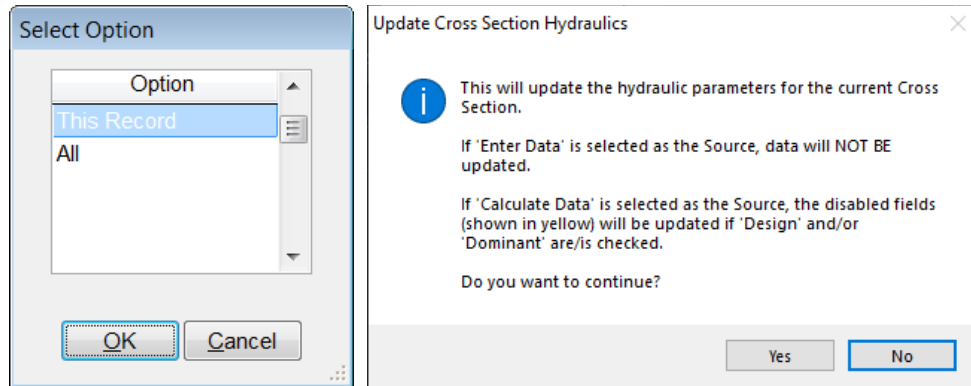 Select Option
Option
This Record
All
OK
Cancel
Update Cross Section Hydraulics
This will update the hydraulic parameters for the current Cross
Section.
If 'Enter Data' is selected as the Source, data will NOT BE
updated.
If 'Calculate Data' is selected as the Source, the disabled fields
(shown in yellow) will be updated if 'Design' and/or
'Dominant' are/is checked.
Do you want to continue?
Yes
No